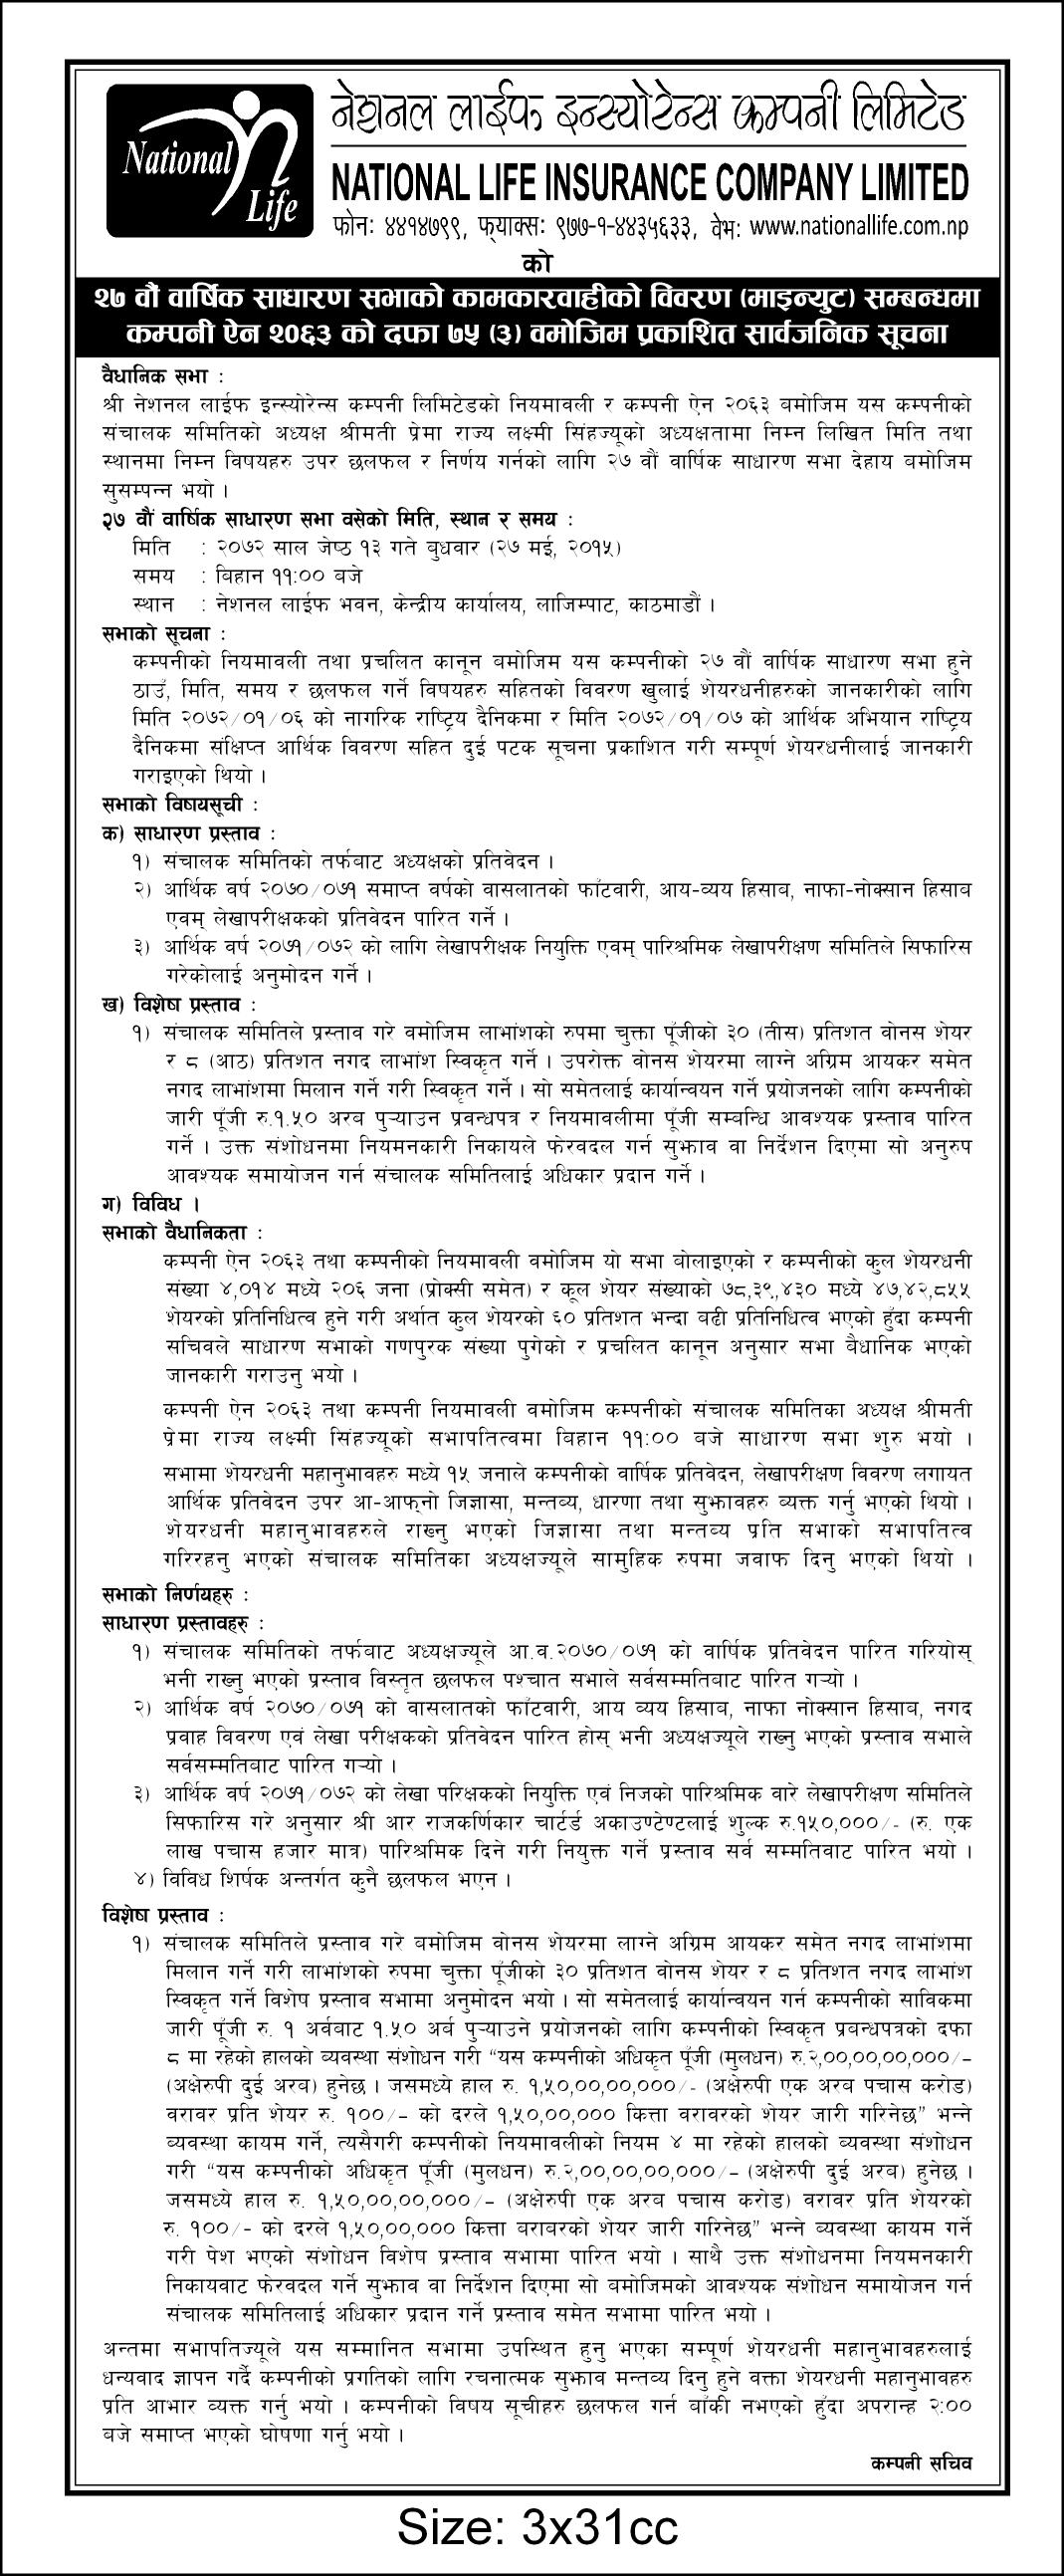 National
Life
नेशनल लाईफ इन्स्योरेन्स कम्पनी लिमिटेड
NATIONAL LIFE INSURANCE COMPANY LIMITED
फोन: ४४१४७९९, फ्याक्स: ९७७-१-४४३५६३३, वेभ: www.nationallife.com.np
को
२७ वौं वार्षिक साधारण सभाको कामकारवाहीको विवरण (माइन्युट) सम्बन्धमा
कम्पनी ऐन २०६३ को दफा ७५ (३) वमोजिम प्रकाशित सार्वजनिक सूचना
वैधानिक सभा :
श्री नेशनल लाईफ इन्स्योरेन्स कम्पनी लिमिटेडको नियमावली र कम्पनी ऐन २०६३ बमोजिम यस कम्पनीको
संचालक समितिको अध्यक्ष श्रीमती प्रेमा राज्य लक्ष्मी सिंहज्यूको अध्यक्षतामा निम्न लिखित मिति तथा
स्थानमा निम्न विषयहरु उपर छलफल र निर्णय गर्नको लागि २७ वौं वार्षिक साधारण सभा देहाय बमोजिम
सुसम्पन्न भयो ।
२७ वौं वार्षिक साधारण सभा वसेको मिति, स्थान र समय :
मिति : २०७२ साल जेष्ठ १३ गते बुधवार (२७ मई, २०१५)
समय : बिहान ११:०० बजे
स्थान : नेशनल लाईफ भवन, केन्द्रीय कार्यालय, लाजिम्पाट, काठमाडौं ।
सभाको सूचना :
कम्पनीको नियमावली तथा प्रचलित कानून बमोजिम यस कम्पनीको २७ वौं वार्षिक साधारण सभा हुने
ठाउँ, मिति, समय र छलफल गर्ने विषयहरु सहितको विवरण खुलाई शेयरधनीहरुको जानकारीको लागि
मिति २०७२/०१/०६ को नागरिक राष्ट्रिय दैनिकमा र मिति २०७२/०१/०७ को आर्थिक अभियान राष्ट्रिय
दैनिकमा संक्षिप्त आर्थिक विवरण सहित दुई पटक सूचना प्रकाशित गरी सम्पूर्ण शेयरधनीलाई जानकारी
गराइएको थियो ।
सभाको विषयसूची :
क) साधारण प्रस्ताव :
१) संचालक समितिको तर्फबाट अध्यक्षको प्रतिवेदन ।
२) आर्थिक वर्ष २०७०/०७१ समाप्त वर्षको वासलातको फाँटवारी, आय-व्यय हिसाब, नाफा-नोक्सान हिसाब
एवम् लेखापरीक्षकको प्रतिवेदन पारित गर्ने ।
३) आर्थिक वर्ष २०७१/०७२ को लागि लेखापरीक्षक नियुक्ति एवम् पारिश्रमिक लेखापरीक्षण समितिले सिफारिस
गरेकोलाई अनुमोदन गर्ने ।
ख) विशेष प्रस्ताव :
१) संचालक समितिले प्रस्ताव गरे वमोजिम लाभांशको रुपमा चुक्ता पूँजीको ३० (तीस) प्रतिशत वोनस शेयर
र ८ (आठ) प्रतिशत नगद लाभांश स्विकृत गर्ने । उपरोक्त वोनस शेयरमा लाग्ने अग्रिम आयकर समेत
नगद लाभांशमा मिलान गर्ने गरी स्विकृत गर्ने । सो समेतलाई कार्यान्वयन गर्ने प्रयोजनको लागि कम्पनीको
जारी पूँजी रु.१.५० अरब पुऱ्याउन प्रवन्धपत्र र नियमावलीमा पूँजी सम्बन्धि आवश्यक प्रस्ताव पारित
गर्ने । उक्त संशोधनमा नियमनकारी निकायले फेरवदल गर्न सुझाव वा निर्देशन दिएमा सो अनुरुप
आवश्यक समायोजन गर्न संचालक समितिलाई अधिकार प्रदान गर्ने ।
ग) विविध ।
सभाको वैधानिकता :
कम्पनी ऐन २०६३ तथा कम्पनीको नियमावली वमोजिम यो सभा बोलाइएको र कम्पनीको कुल शेयरधनी
संख्या ४,०१४ मध्ये २०६ जना (प्रोक्सी समेत) र कूल शेयर संख्याको ७८,३९,४३० मध्ये ४७,४२,८५५
शेयरको प्रतिनिधित्व हुने गरी अर्थात कुल शेयरको ६० प्रतिशत भन्दा बढी प्रतिनिधित्व भएको हुँदा कम्पनी
सचिवले साधारण सभाको गणपुरक संख्या पुगेको र प्रचलित कानून अनुसार सभा बैधानिक भएको
जानकारी गराउनु भयो ।
कम्पनी ऐन २०६३ तथा कम्पनी नियमावली वमोजिम कम्पनीको संचालक समितिका अध्यक्ष श्रीमती
प्रेमा राज्य लक्ष्मी सिंहज्यूको सभापतित्वमा बिहान ११:०० बजे साधारण सभा शुरु भयो ।
सभामा शेयरधनी महानुभावहरु मध्ये १५ जनाले कम्पनीको वार्षिक प्रतिवेदन, लेखापरीक्षण विवरण लगायत
आर्थिक प्रतिवेदन उपर आ-आफ्नो जिज्ञासा, मन्तब्य, धारणा तथा सुझावहरु व्यक्त गर्नु भएको थियो ।
शेयरधनी महानुभावहरुले राख्नु भएको जिज्ञासा तथा मन्तब्य प्रति सभाको सभापतित्व
गरिरहनु भएको संचालक समितिका अध्यक्षज्यूले सामुहिक रुपमा जवाफ दिनु भएको थियो ।
सभाको निर्णयहरु :
साधारण प्रस्तावहरु :
१) संचालक समितिको तर्फबाट अध्यक्षज्यूले आ.व.२०७०/०७१ को वार्षिक प्रतिवेदन पारित गरियोस्
भनी राख्नु भएको प्रस्ताव विस्तृत छलफल पश्चात सभाले सर्वसम्मतिबाट पारित गऱ्यो ।
२) आर्थिक वर्ष २०७०/०७१ को वासलातको फाँटवारी, आय व्यय हिसाब, नाफा नोक्सान हिसाब, नगद
प्रवाह विवरण एवं लेखा परीक्षकको प्रतिवेदन पारित होस् भनी अध्यक्षज्यूले राख्नु भएको प्रस्ताव सभाले
सर्वसम्मतिबाट पारित गऱ्यो ।
३) आर्थिक वर्ष २०७१/०७२ को लेखा परिक्षकको नियुक्ति एवं निजको पारिश्रमिक वारे लेखापरीक्षण समितिले
सिफारिस गरे अनुसार श्री आर राजकर्णिकार चार्टर्ड अकाउण्टेण्टलाई शुल्क रु.१५०,०००/- (रु. एक
लाख पचास हजार मात्र) पारिश्रमिक दिने गरी नियुक्त गर्ने प्रस्ताव सर्व सम्मतिवाट पारित भयो ।
४) विविध शिर्षक अन्तर्गत कुनै छलफल भएन ।
विशेष प्रस्ताव :
१) संचालक समितिले प्रस्ताव गरे बमोजिम वोनस शेयरमा लाग्ने अग्रिम आयकर समेत नगद लाभांशमा
मिलान गर्ने गरी लाभांशको रुपमा चुक्ता पूँजीको ३० प्रतिशत वोनस शेयर र ८ प्रतिशत नगद लाभांश
स्विकृत गर्ने विशेष प्रस्ताव सभामा अनुमोदन भयो । सो समेतलाई कार्यान्वयन गर्न कम्पनीको साविकमा
जारी पूँजी रु. १ अर्वबाट १.५० अर्ब पुऱ्याउने प्रयोजनको लागि कम्पनीको स्विकृत प्रबन्धपत्रको दफा
८ मा रहेको हालको ब्यवस्था संशोधन गरी “यस कम्पनीको अधिकृत पूँजी (मुलधन) रु.२,००,००,००,०००/–
(अक्षेरुपी दुई अरब) हुनेछ । जसमध्ये हाल रु. १,५०,००,००,०००/- (अक्षेरुपी एक अरब पचास करोड)
वरावर प्रति शेयर रु. १००/– को दरले १,५०,००,००० कित्ता वरावरको शेयर जारी गरिनेछ” भन्ने
ब्यवस्था कायम गर्ने, त्यसैगरी कम्पनीको नियमावलीको नियम ४ मा रहेको हालको ब्यवस्था संशोधन
गरी “यस कम्पनीको अधिकृत पूँजी (मुलधन) रु.२,००,००,००,०००/– (अक्षेरुपी दुई अरब) हुनेछ ।
जसमध्ये हाल रु. १,५०,००,००,०००/– (अक्षेरुपी एक अरब पचास करोड) वरावर प्रति शेयरको
रु. १००/- को दरले १,५०,००,००० कित्ता बराबरको शेयर जारी गरिनेछ” भन्ने ब्यवस्था कायम गर्ने
गरी पेश भएको संशोधन विशेष प्रस्ताव सभामा पारित भयो । साथै उक्त संशोधनमा नियमनकारी
निकायवाट फेरवदल गर्ने सुझाव वा निर्देशन दिएमा सो बमोजिमको आवश्यक संशोधन समायोजन गर्न
संचालक समितिलाई अधिकार प्रदान गर्ने प्रस्ताव समेत सभामा पारित भयो ।
अन्तमा सभापतिज्यूले यस सम्मानित सभामा उपस्थित हुनु भएका सम्पूर्ण शेयरधनी महानुभावहरुलाई
धन्यवाद ज्ञापन गर्दै कम्पनीको प्रगतिको लागि रचनात्मक सुझाव मन्तब्य दिनु हुने वक्ता शेयरधनी महानुभावहरु
प्रति आभार व्यक्त गर्नु भयो । कम्पनीको विषय सूचीहरु छलफल गर्न बाँकी नभएको हुँदा अपरान्ह २:००
बजे समाप्त भएको घोषणा गर्नु भयो ।
कम्पनी सचिव
Size: 3x31cc